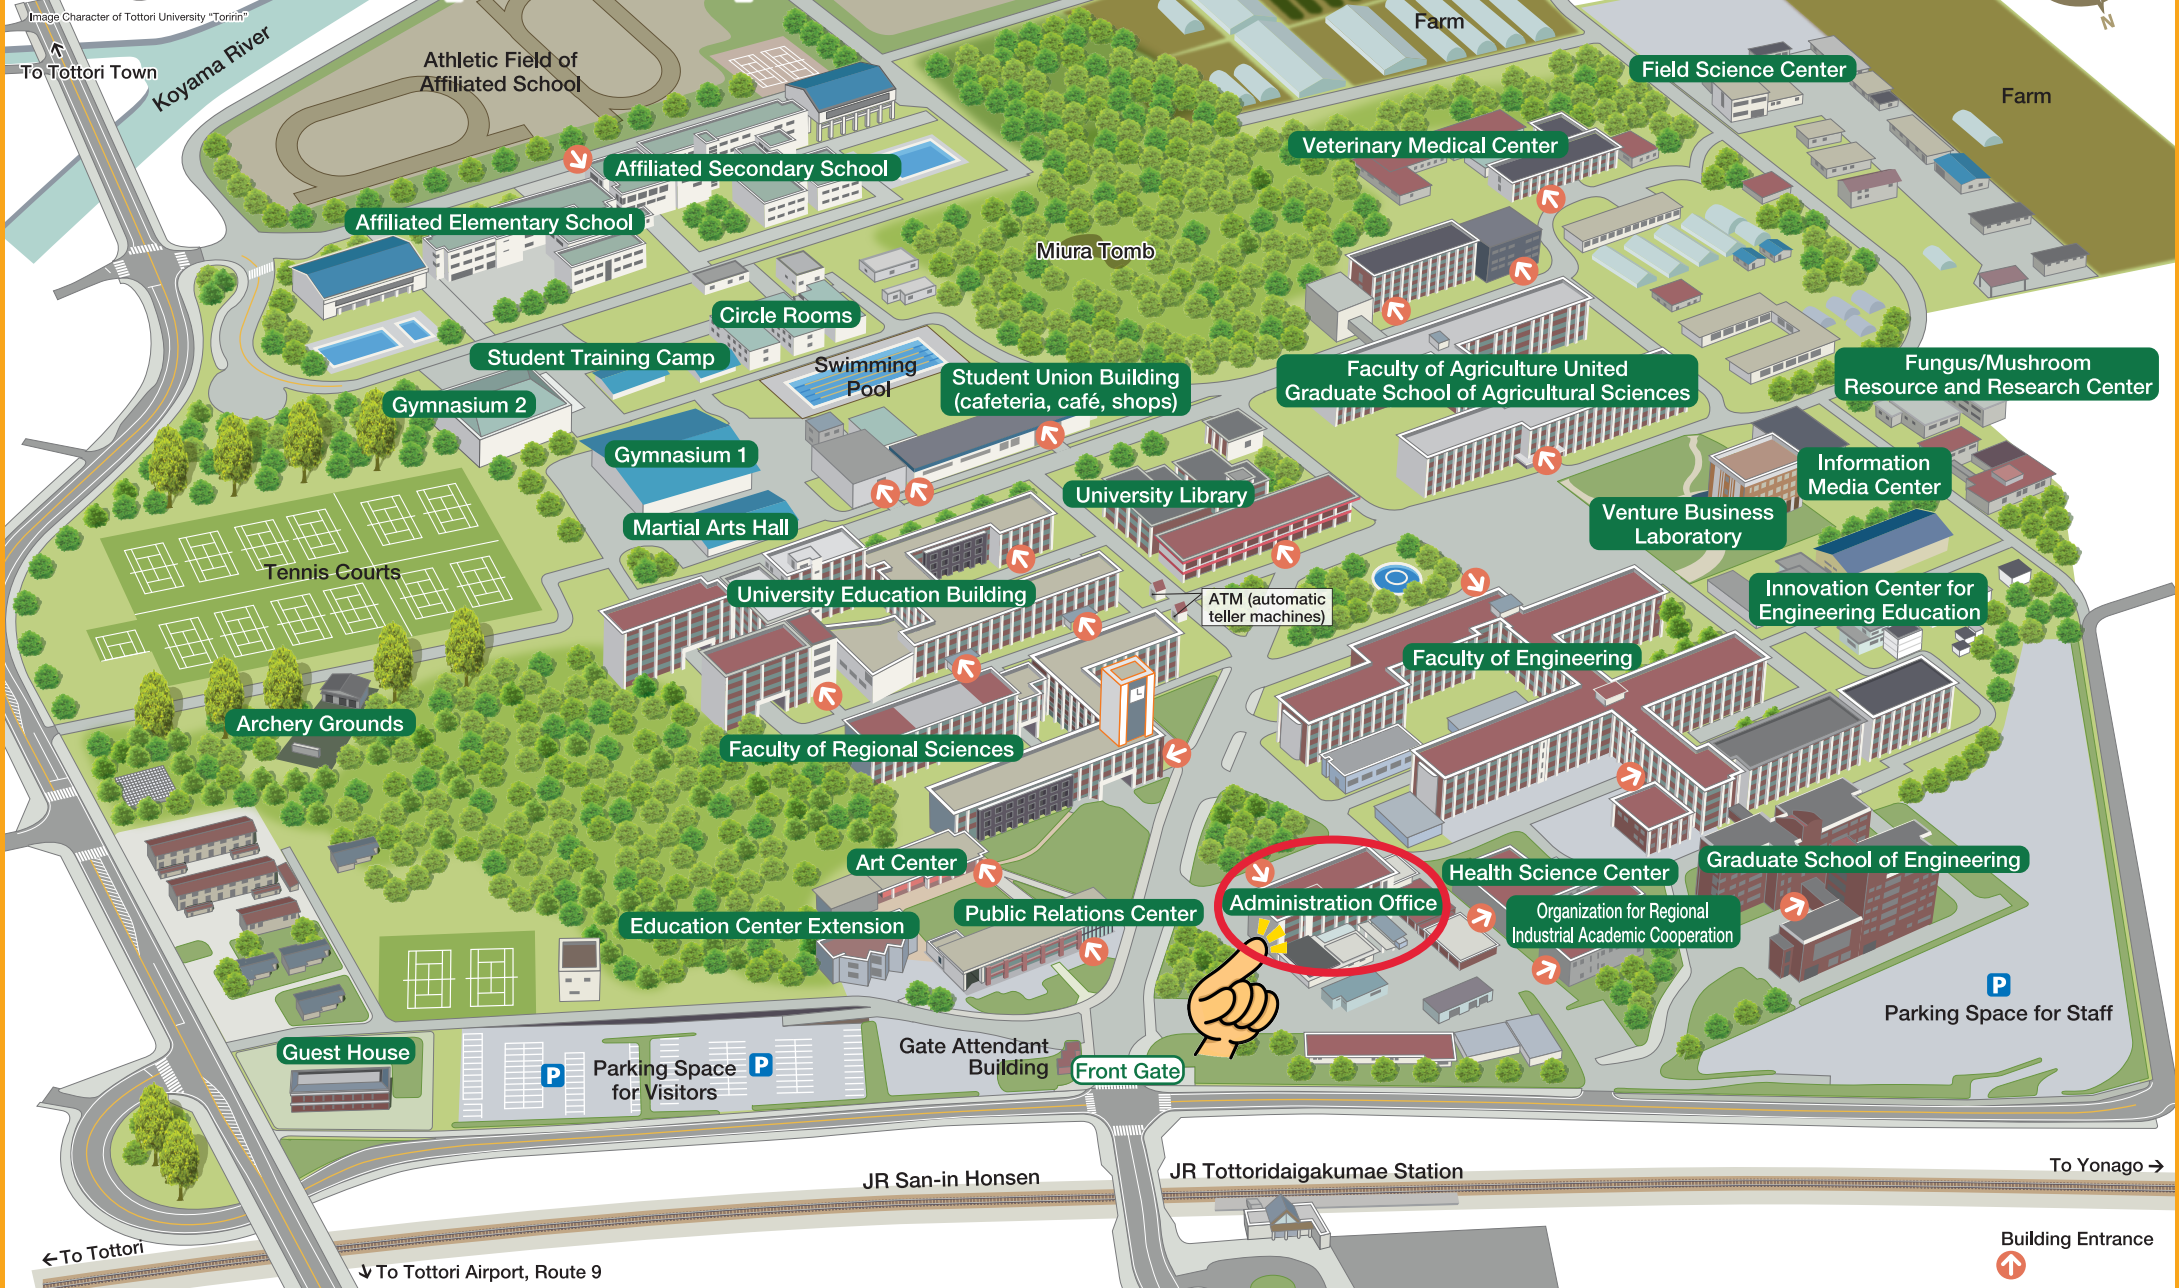 Image Character of Tottori University "Toririn"
To Tottori Town
Koyama River
Athletic Field of
Affiliated School
Farm
N
Field Science Center
Farm
Veterinary Medical Center
Affiliated Secondary School
Affiliated Elementary School
Miura Tomb
Circle Rooms
Student Training Camp
Swimming
Pool
Student Union Building
(cafeteria, café, shops)
Faculty of Agriculture United
Graduate School of Agricultural Sciences
Fungus/Mushroom
Resource and Research Center
Gymnasium 2
Gymnasium 1
Information
Media Center
University Library
Martial Arts Hall
Venture Business
Laboratory
Tennis Courts
University Education Building
ATM (automatic
teller machines)
Innovation Center for
Engineering Education
Faculty of Engineering
Archery Grounds
Faculty of Regional Sciences
Art Center
Health Science Center
Graduate School of Engineering
Administration Office
Public Relations Center
Organization for Regional
Industrial Academic Cooperation
Education Center Extension
P
Parking Space for Staff
Guest House
Gate Attendant
Building
Front Gate
P
Parking Space
for Visitors
P
JR San-in Honsen
JR Tottoridaigakumae Station
To Yonago →
← To Tottori
↓ To Tottori Airport, Route 9
Building Entrance